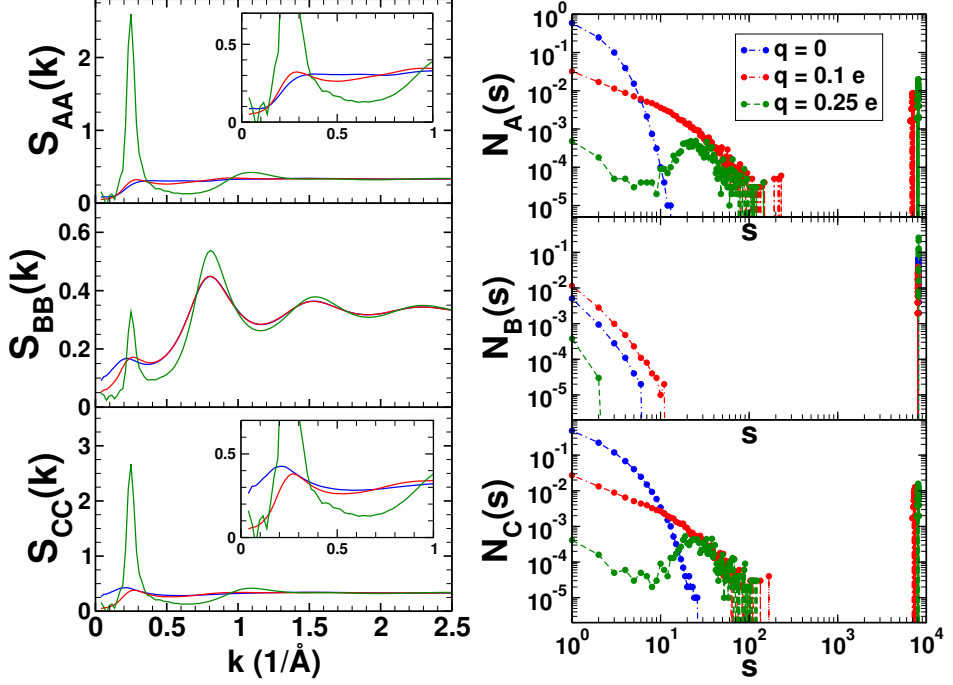 S_AA(k)
2
1
0
0.5
0.1
0 0.5 1
S_BB(k)
0.6
0.4
0.2
0
S_CC(k)
3
2
1
0
0.5
0.1
0 0.5 1
0 0.5 1 1.5 2 2.5
k (1/Å)
N_A(s)
10^0
10^-1
10^-2
10^-3
10^-4
10^-5
q = 0
q = 0.1 e
q = 0.25 e
s
N_B(s)
10^-1
10^-2
10^-3
10^-4
10^-5
s
N_C(s)
10^-1
10^-2
10^-3
10^-4
10^-5
10^0 10^1 10^2 10^3 10^4
s